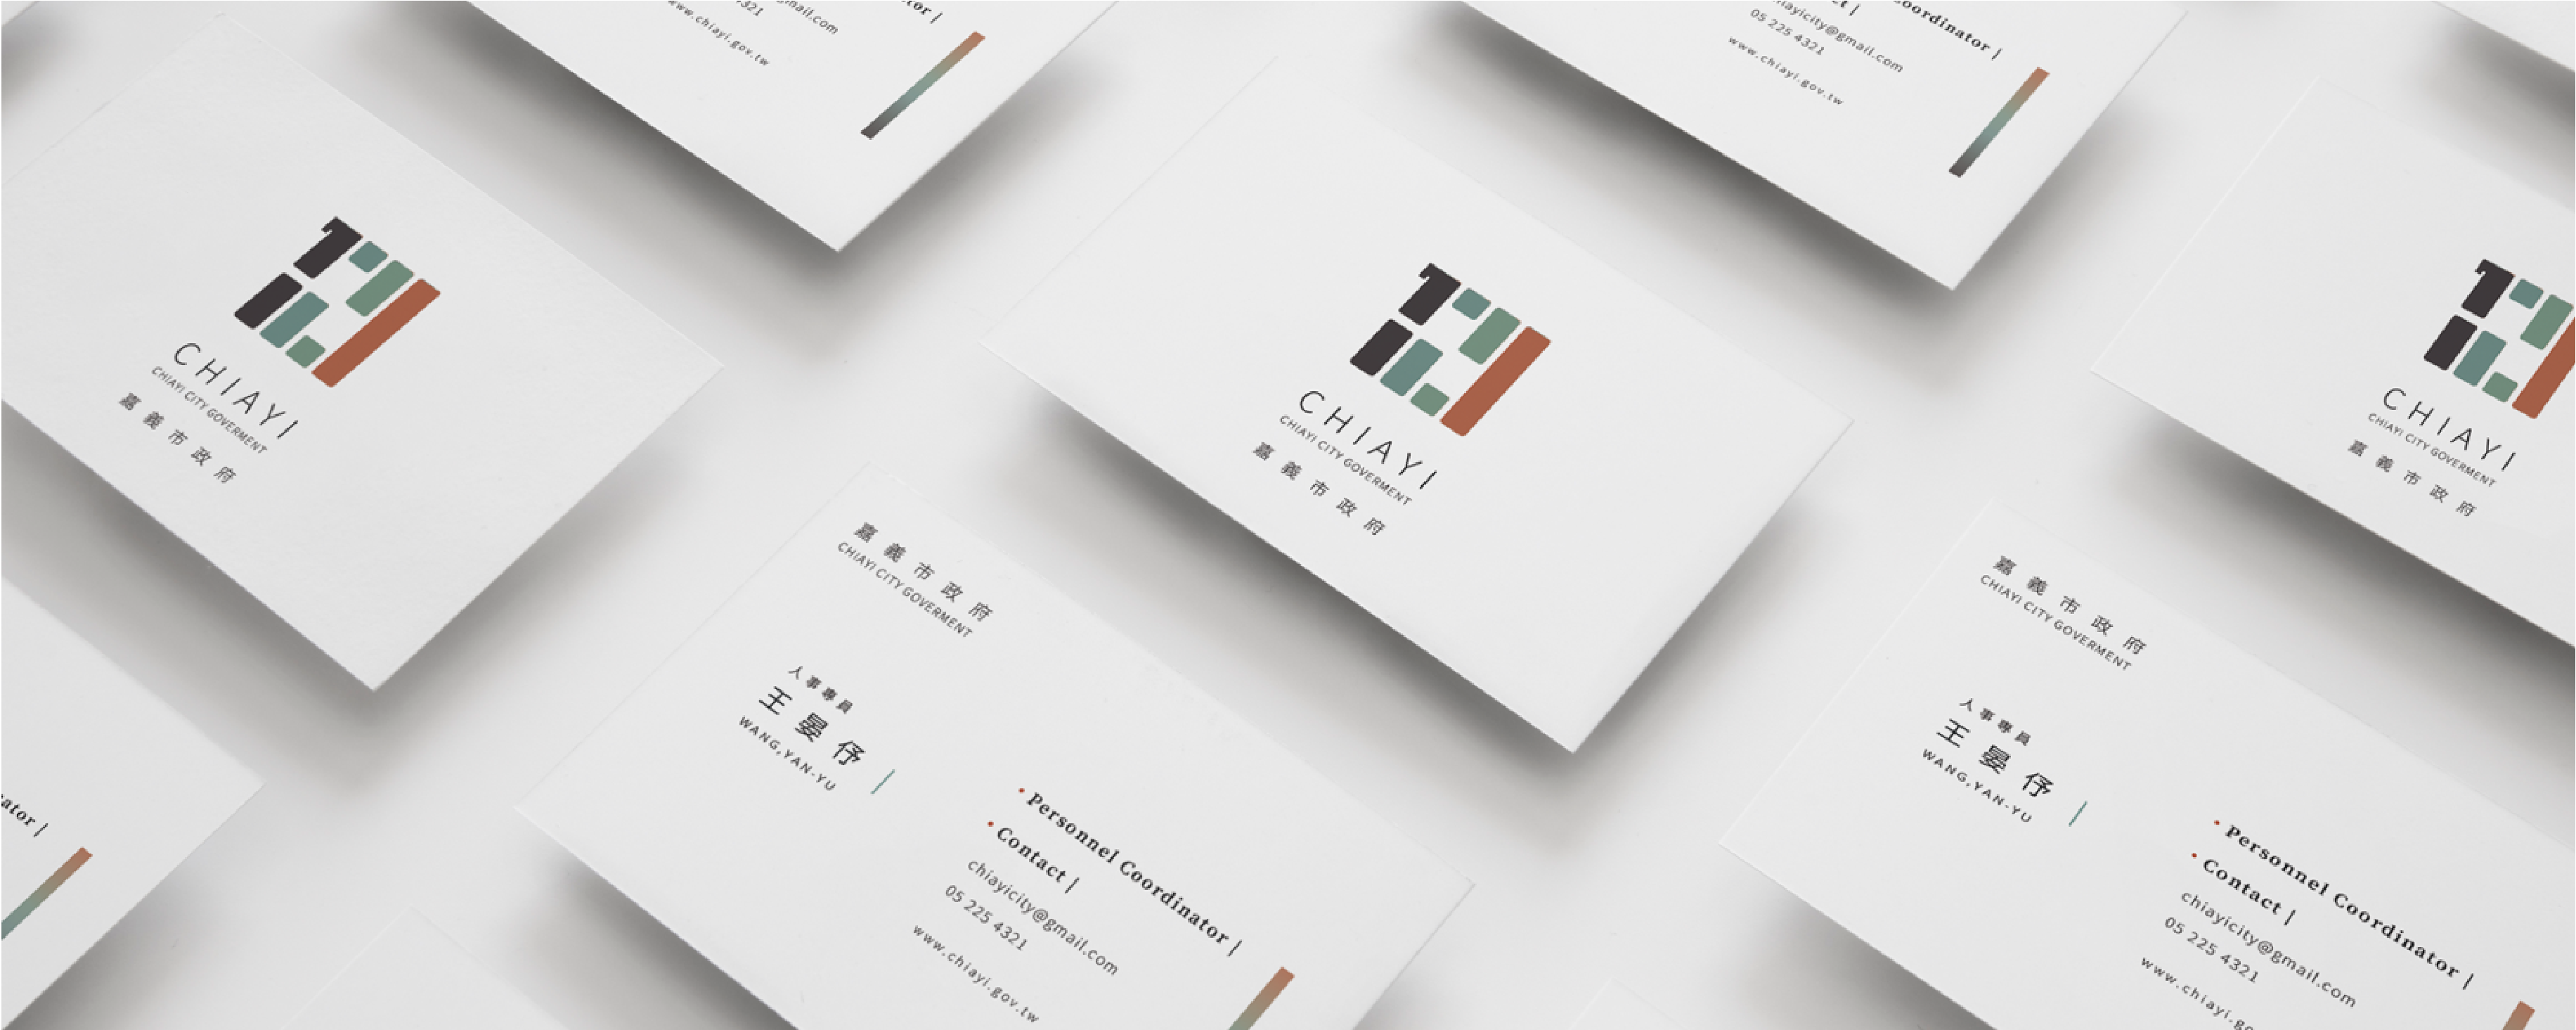 ail.com
4321
www.chiayi.gov.tw
tor |
Coordinator |
chiayicity@gmail.com
05 225 4321
www.chiayi.gov.tw
CHIAYI
CHIAYI CITY GOVERMENT
嘉義市政府
CHIAYI
CHIAYI CITY GOVERMENT
嘉義市政府
CHIAYI
CHIAYI CITY GOVERMENT
嘉義市政府
嘉義市政府
CHIAYI CITY GOVERMENT
人事專員
王晏伃
WANG,YAN-YU
• Personnel Coordinator |
• Contact |
chiayicity@gmail.com
05 225 4321
www.chiayi.gov.tw
嘉義市政府
CHIAYI CITY GOVERMENT
人事專員
王晏伃
WANG,YAN-YU
• Personnel Coordinator |
• Contact |
chiayicity@gmail.com
05 225 4321
www.chiayi.go
ator |